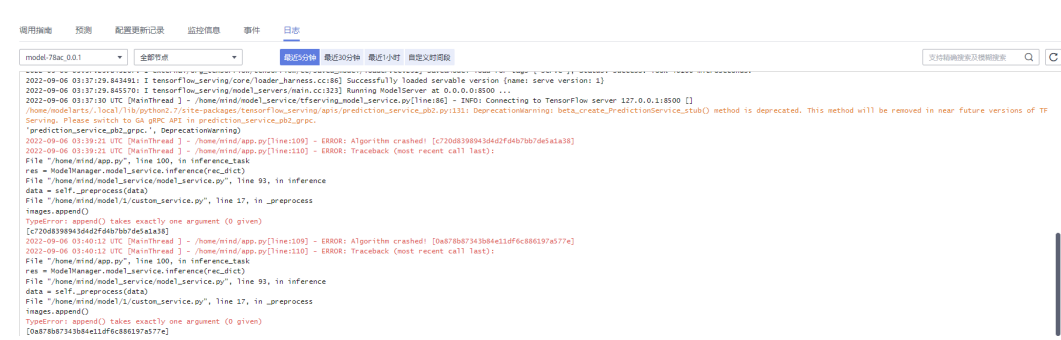 调用指南 预测 配置更新记录 监控信息 事件 日志
model-78ac_0.0.1 全部节点 最近5分钟 最近30分钟 最近1小时 自定义时间段 支持精确搜索及模糊搜索
2022-09-06 03:37:29.843491: I tensorflow_serving/core/loader_harness.cc:86] Successfully loaded servable version {name: serve version: 1}
2022-09-06 03:37:29.845570: I tensorflow_serving/model_servers/main.cc:323] Running ModelServer at 0.0.0.0:8500 ...
2022-09-06 03:37:30 UTC [MainThread ] - /home/mind/model_service/tfserving_model_service.py[line:86] - INFO: Connecting to TensorFlow server 127.0.0.1:8500 []
/home/modelarts/.local/lib/python2.7/site-packages/tensorflow_serving/apis/prediction_service_pb2.py:131: DeprecationWarning: beta_create_PredictionService_stub() method is deprecated. This method will be removed in near future versions of TF
Serving. Please switch to GA gRPC API in prediction_service_pb2_grpc.
'prediction_service_pb2_grpc.', DeprecationWarning)
2022-09-06 03:39:21 UTC [MainThread ] - /home/mind/app.py[line:109] - ERROR: Algorithm crashed! [c720d8398943d4d2fd4b7bb7de5a1a38]
2022-09-06 03:39:21 UTC [MainThread ] - /home/mind/app.py[line:110] - ERROR: Traceback (most recent call last):
File "/home/mind/app.py", line 100, in inference_task
res = ModelManager.model_service.inference(rec_dict)
File "/home/mind/model_service/model_service.py", line 93, in inference
data = self._preprocess(data)
File "/home/mind/model/1/custom_service.py", line 17, in _preprocess
images.append()
TypeError: append() takes exactly one argument (0 given)
[c720d8398943d4d2fd4b7bb7de5a1a38]
2022-09-06 03:40:12 UTC [MainThread ] - /home/mind/app.py[line:109] - ERROR: Algorithm crashed! [0a878b87343b84e11df6c886197a577e]
2022-09-06 03:40:12 UTC [MainThread ] - /home/mind/app.py[line:110] - ERROR: Traceback (most recent call last):
File "/home/mind/app.py", line 100, in inference_task
res = ModelManager.model_service.inference(rec_dict)
File "/home/mind/model_service/model_service.py", line 93, in inference
data = self._preprocess(data)
File "/home/mind/model/1/custom_service.py", line 17, in _preprocess
images.append()
TypeError: append() takes exactly one argument (0 given)
[0a878b87343b84e11df6c886197a577e]